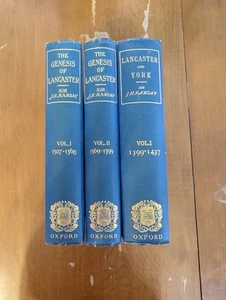 THE
GENESIS
OF
LANCASTER
SIR
J.H.RAMSAY
VOL. I
1307-1368
OXFORD
THE
GENESIS
OF
LANCASTER
SIR
J.H.RAMSAY
VOL. II
1369-1399
OXFORD
LANCASTER
AND
YORK
SIR
J.H.RAMSAY
VOL. I
1399-1437
OXFORD